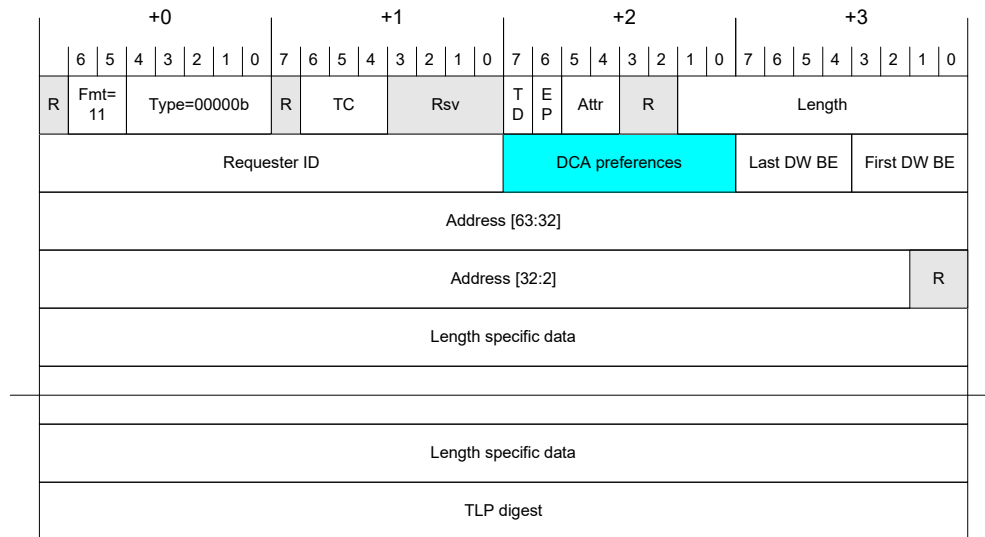 +0 +1 +2 +3
6 5 4 3 2 1 0 7 6 5 4 3 2 1 0 7 6 5 4 3 2 1 0 7 6 5 4 3 2 1 0
R Fmt=11 Type=00000b R TC Rsv TD EP Attr R Length
Requester ID DCA preferences Last DW BE First DW BE
Address [63:32]
Address [32:2] R
Length specific data
Length specific data
TLP digest